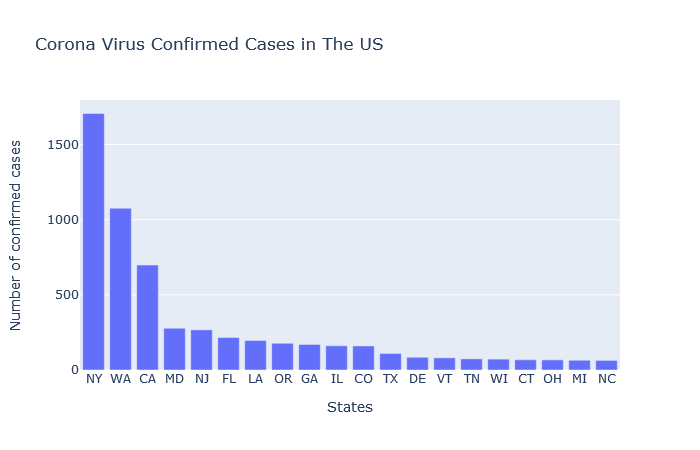 Corona Virus Confirmed Cases in The US
Number of confirmed cases
1500
1000
500
0
NY WA CA MD NJ FL LA OR GA IL CO TX DE VT TN WI CT OH MI NC
States